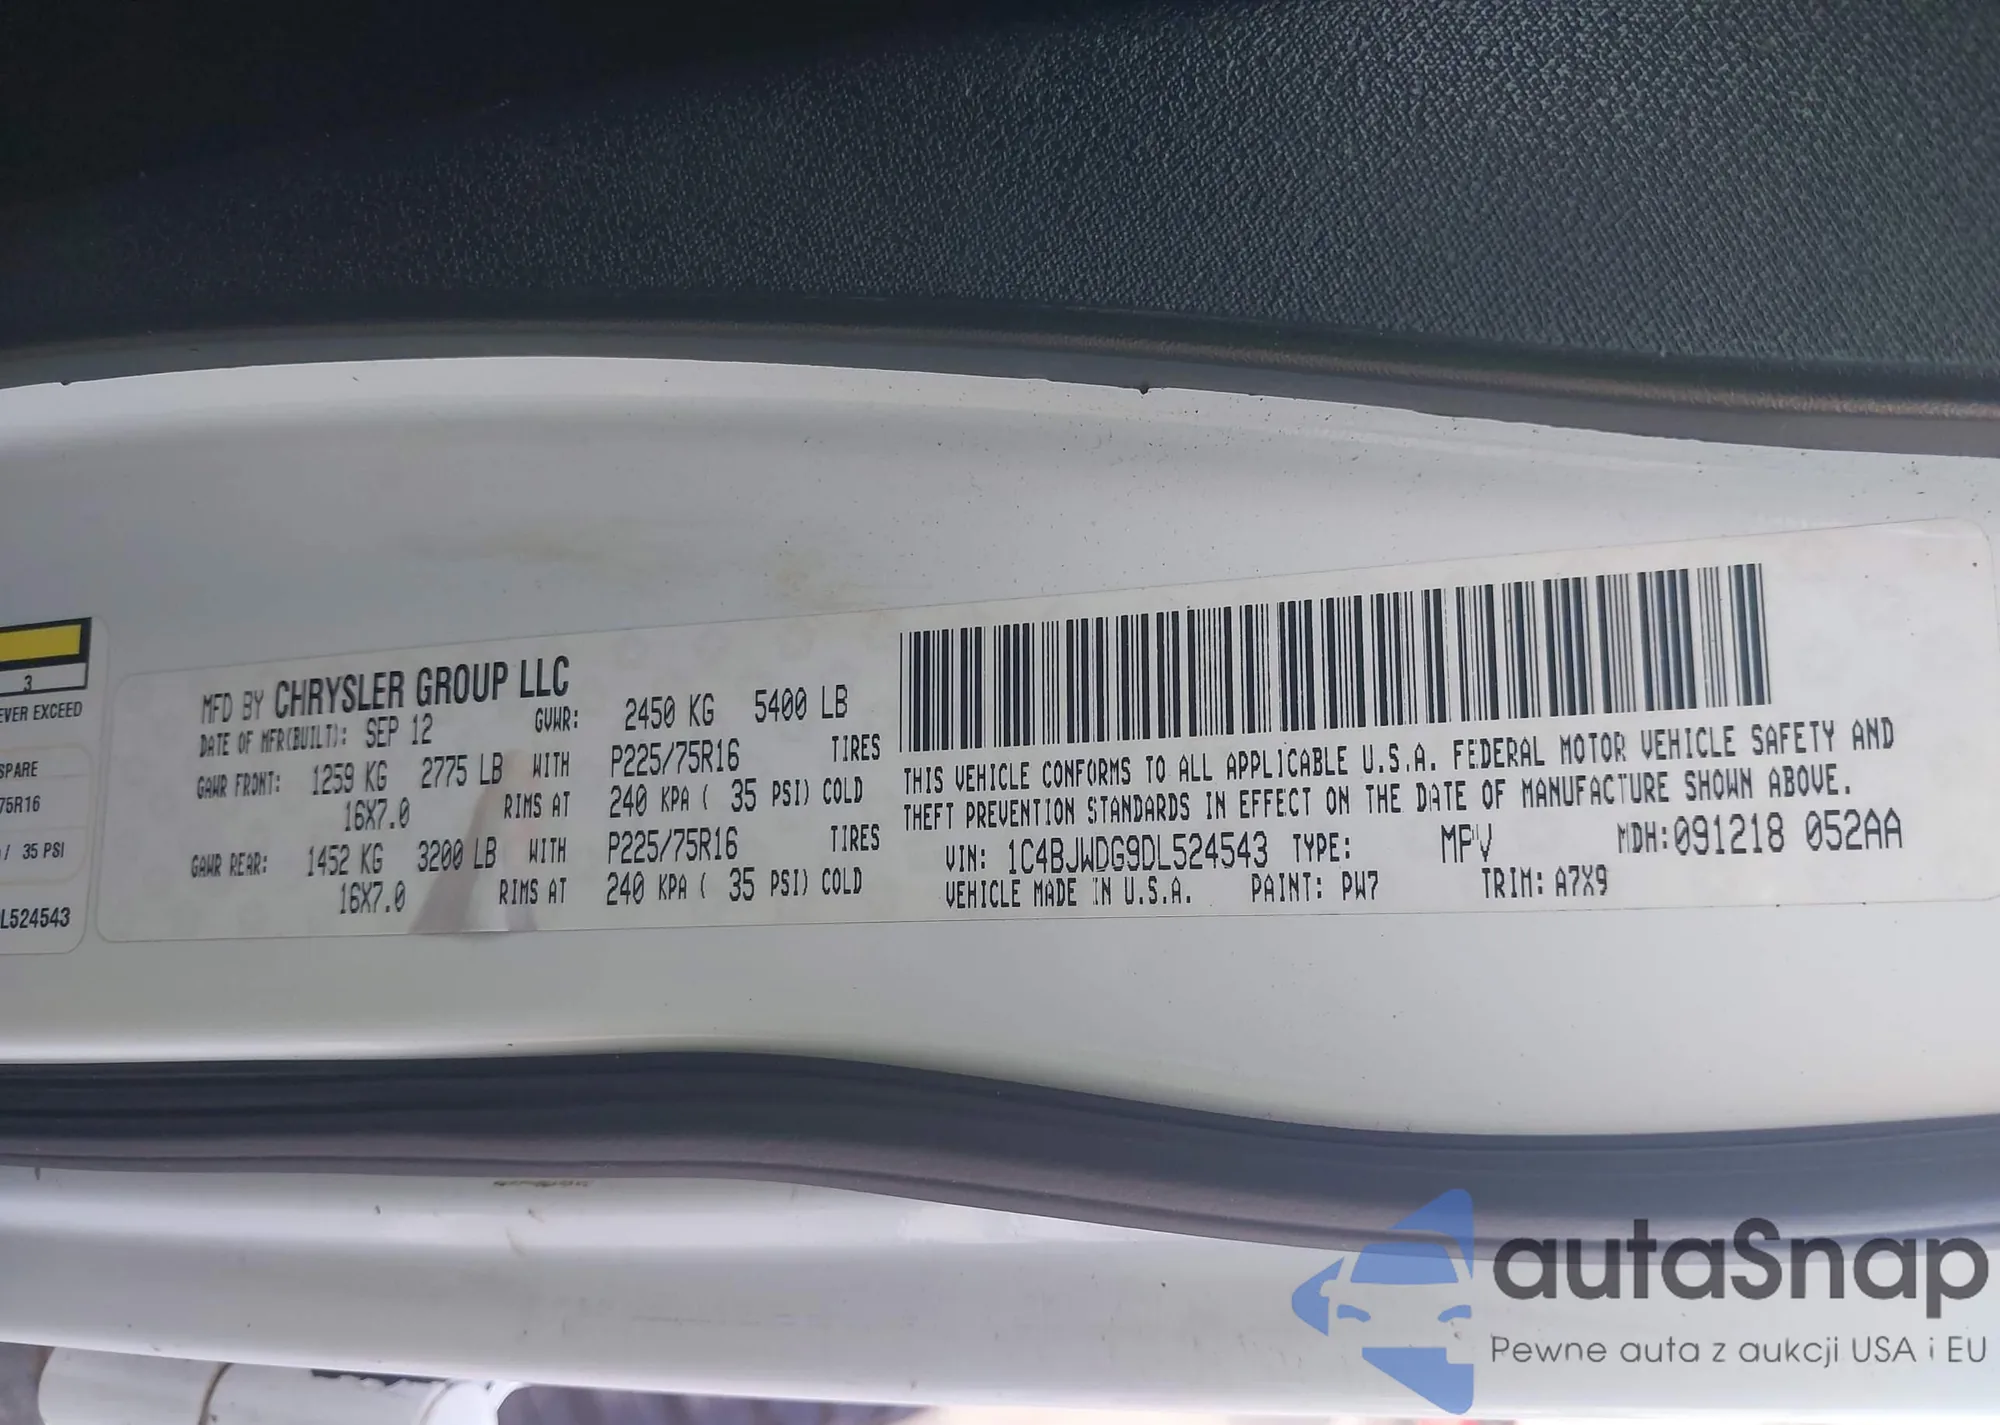 3
EVER EXCEED
SPARE
75R16
/ 35 PSI
L524543
MFD BY CHRYSLER GROUP LLC
DATE OF MFR(BUILT): SEP 12 GVWR: 2450 KG 5400 LB
GAWR FRONT: 1259 KG 2775 LB WITH P225/75R16 TIRES
16X7.0 RIMS AT 240 KPA ( 35 PSI) COLD
GAWR REAR: 1452 KG 3200 LB WITH P225/75R16 TIRES
16X7.0 RIMS AT 240 KPA ( 35 PSI) COLD
THIS VEHICLE CONFORMS TO ALL APPLICABLE U.S.A. FEDERAL MOTOR VEHICLE SAFETY AND
THEFT PREVENTION STANDARDS IN EFFECT ON THE DATE OF MANUFACTURE SHOWN ABOVE.
VIN: 1C4BJWDG9DL524543 TYPE: MPV MDH:091218 052AA
VEHICLE MADE IN U.S.A. PAINT: PW7 TRIM: A7X9
autaSnap
Pewne auta z aukcji USA i EU